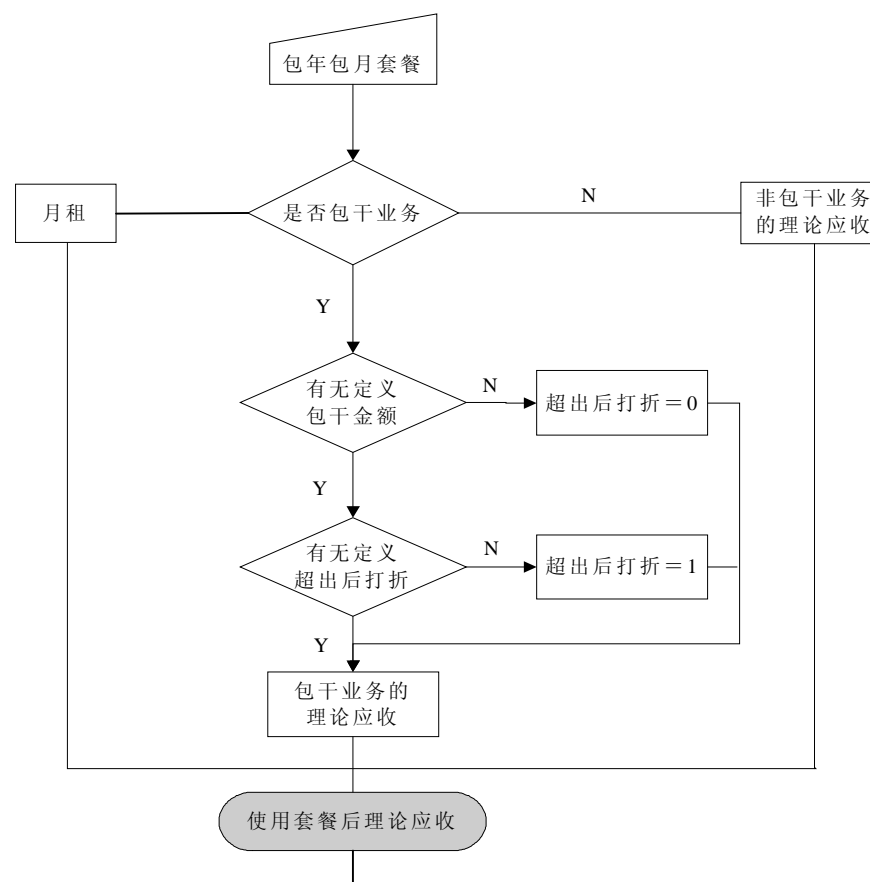 包年包月套餐
月租
是否包干业务
N
非包干业务
的理论应收
Y
有无定义
包干金额
N
超出后打折＝0
Y
有无定义
超出后打折
N
超出后打折＝1
Y
包干业务的
理论应收
使用套餐后理论应收